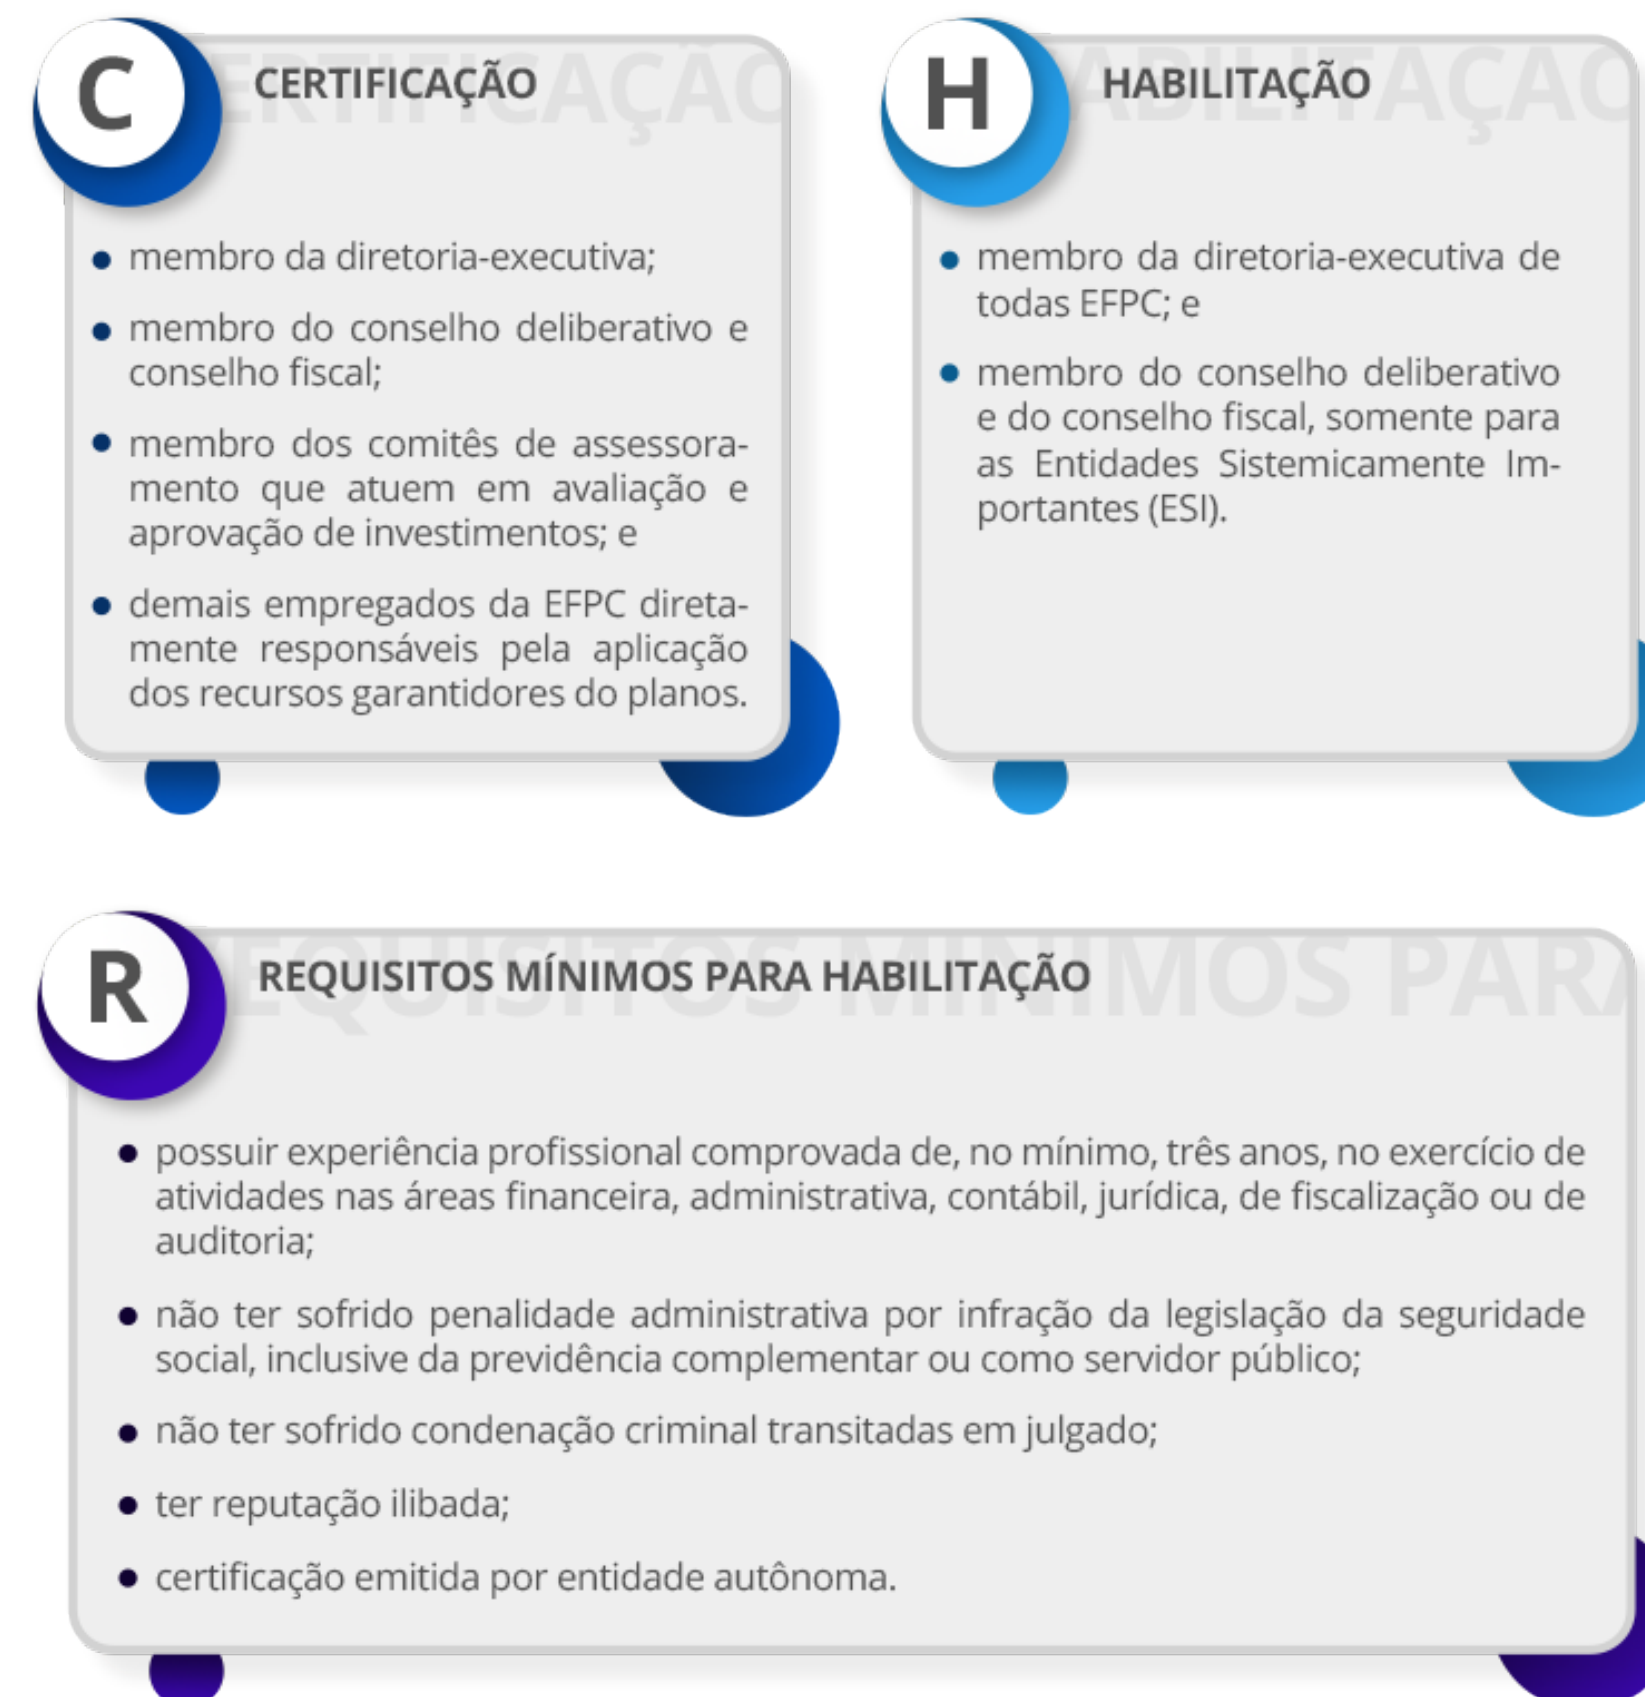 C
CERTIFICAÇÃO
ERTIFICAÇÃO
membro da diretoria-executiva;
membro do conselho deliberativo e
conselho fiscal;
membro dos comitês de assessora-
mento que atuem em avaliação e
aprovação de investimentos; e
demais empregados da EFPC direta-
mente responsáveis pela aplicação
dos recursos garantidores do planos.
H
HABILITAÇÃO
ABILITAÇÃO
membro da diretoria-executiva de
todas EFPC; e
membro do conselho deliberativo
e do conselho fiscal, somente para
as Entidades Sistemicamente Im-
portantes (ESI).
R
REQUISITOS MÍNIMOS PARA HABILITAÇÃO
EQUISITOS MÍNIMOS PARA
possuir experiência profissional comprovada de, no mínimo, três anos, no exercício de
atividades nas áreas financeira, administrativa, contábil, jurídica, de fiscalização ou de
auditoria;
não ter sofrido penalidade administrativa por infração da legislação da seguridade
social, inclusive da previdência complementar ou como servidor público;
não ter sofrido condenação criminal transitadas em julgado;
ter reputação ilibada;
certificação emitida por entidade autônoma.